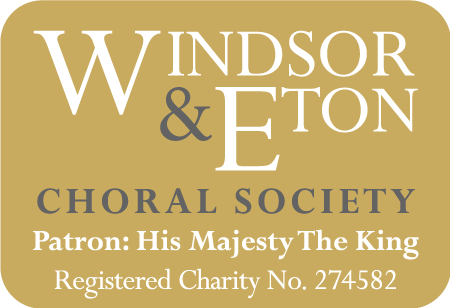 WINDSOR
& ETON
CHORAL SOCIETY
Patron: His Majesty The King
Registered Charity No. 274582